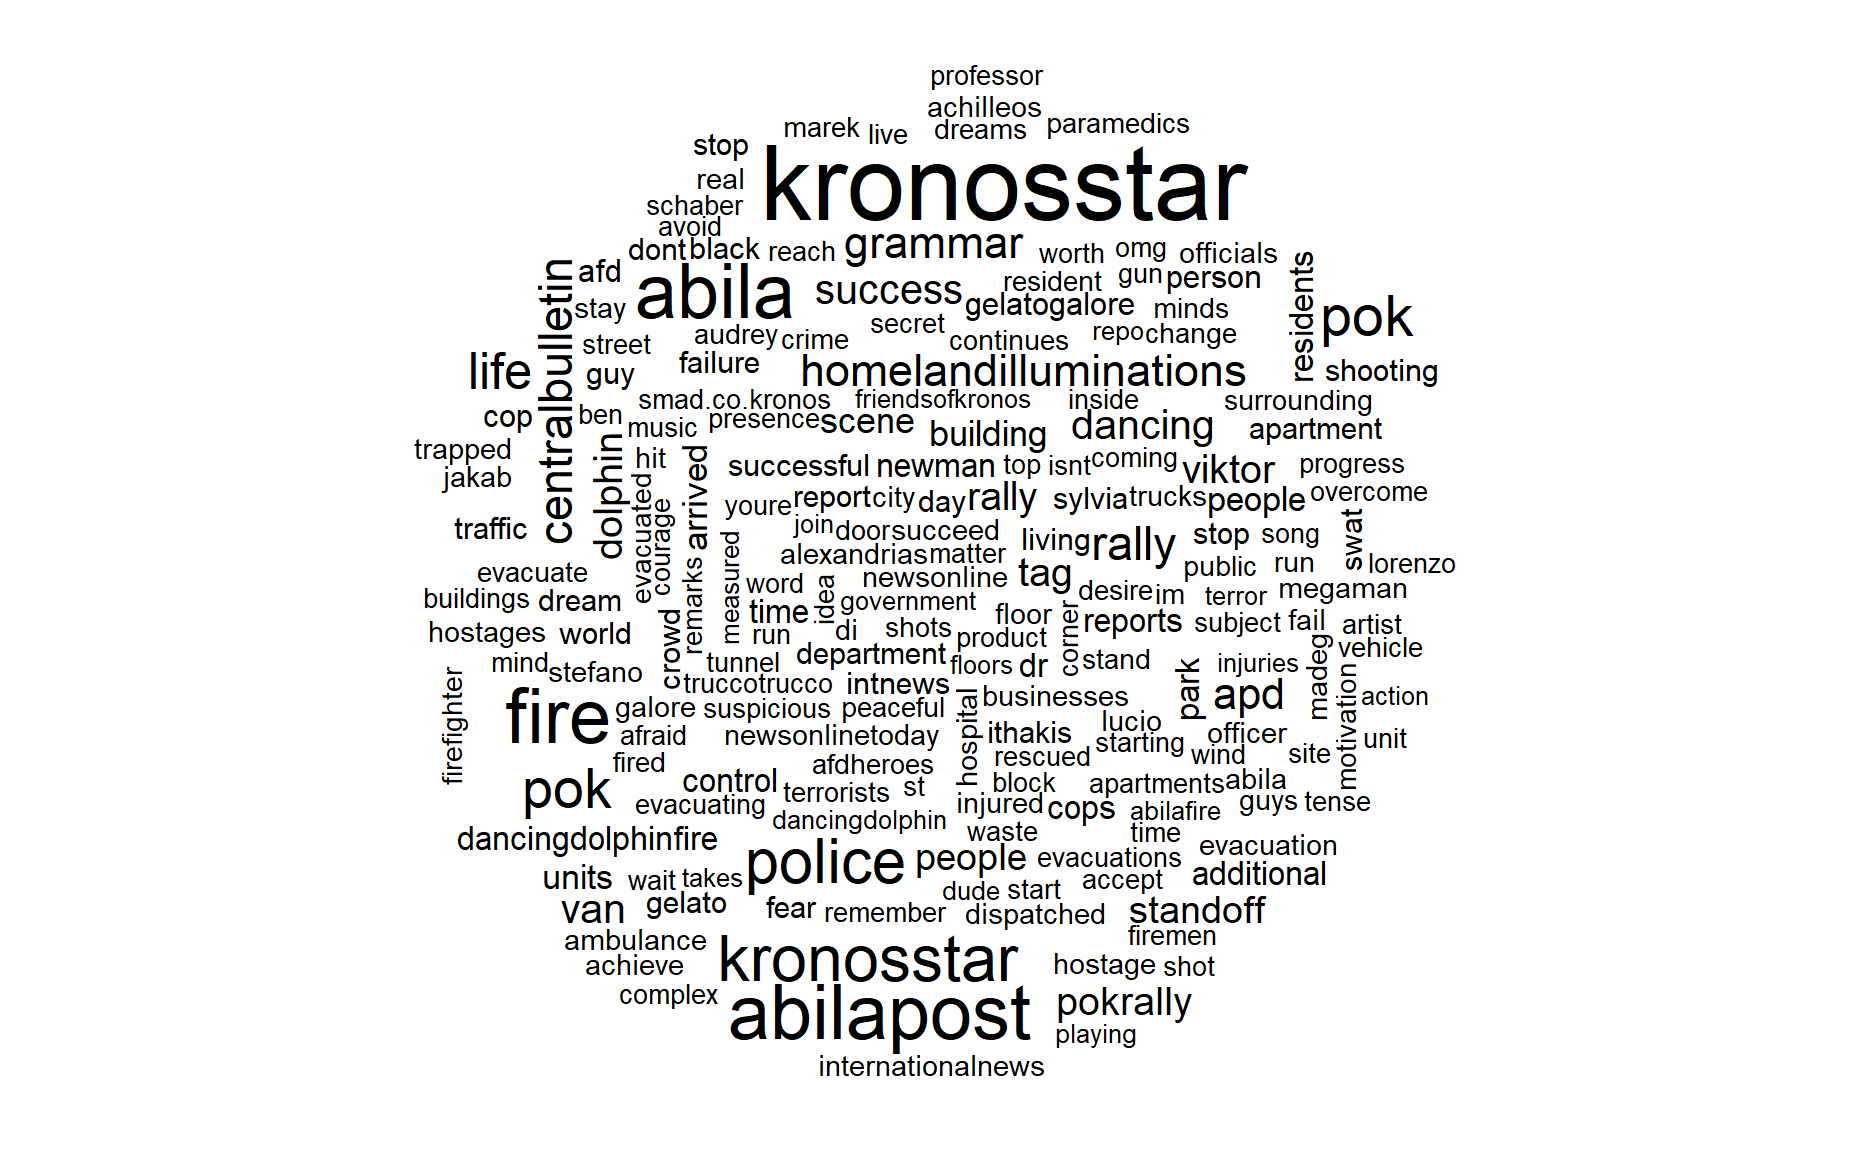 professor
achilleos
marek live dreams paramedics
stop
kronosstar
real
schaber
avoid
dont black reach grammar worth omg officials
afd abila success resident gun person
centralbulletin
residents
stay gelatogalore minds pok
street audrey crime secret continues repo change
life guy failure homelandilluminations shooting
smad.co.kronos friendsofkronos inside surrounding
cop ben music presence scene building dancing apartment
trapped dolphin hit arrived successful newman top isnt coming viktor progress
jakab evacuated courage youre report city day rally sylvia trucks people overcome
traffic join door succeed living rally stop song swat
measured alexandrias matter public run lorenzo
evacuate remarks word idea newsonline tag desire im terror megaman
buildings dream time government floor corner reports subject fail artist
hostages world crowd run di shots product madeg vehicle
mind stefano tunnel department floors dr stand park injuries motivation
firefighter truccotrucco intnews hospital businesses apd action
fire galore suspicious peaceful lucio
afraid newsonlinetoday ithakis starting officer unit
fired afdheroes rescued wind site
pok control terrorists st block apartments abila
evacuating injured cops abilafire guys tense
dancingdolphin
dancingdolphinfire waste time evacuation
police people evacuations
units wait takes dude start accept additional
van gelato fear remember dispatched standoff
ambulance firemen
achieve kronosstar hostage shot
complex abilapost pokrally
playing
internationalnews